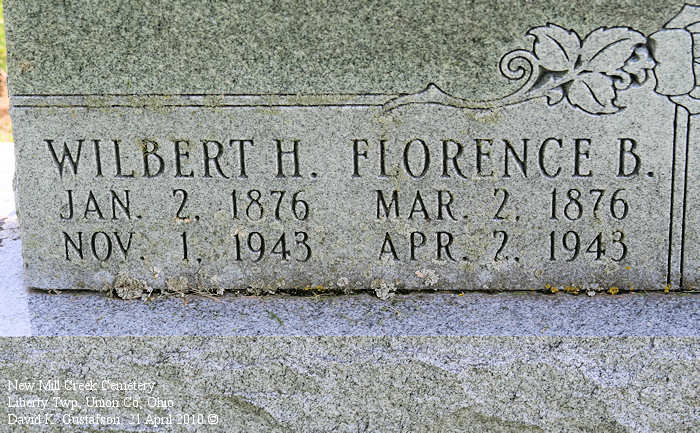 WILBERT H. FLORENCE B.
JAN. 2, 1876 MAR. 2, 1876
NOV. 1, 1943 APR. 2, 1943
New Mill Creek Cemetery
Liberty Twp, Union Co, Ohio
David K. Gustafson 21 April 2010 ©